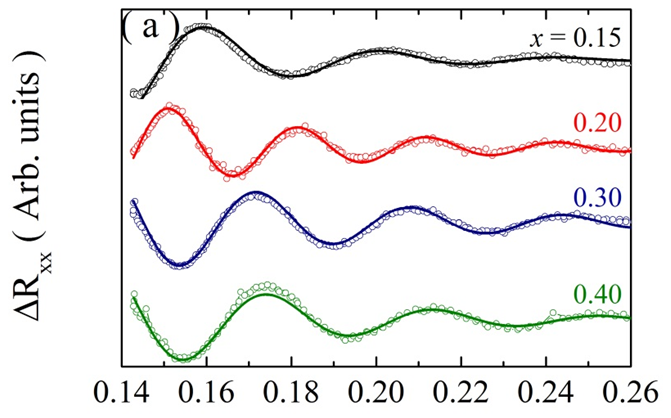 ( a )
x = 0.15
0.20
0.30
0.40
ΔRxx ( Arb. units )
0.14 0.16 0.18 0.20 0.22 0.24 0.26